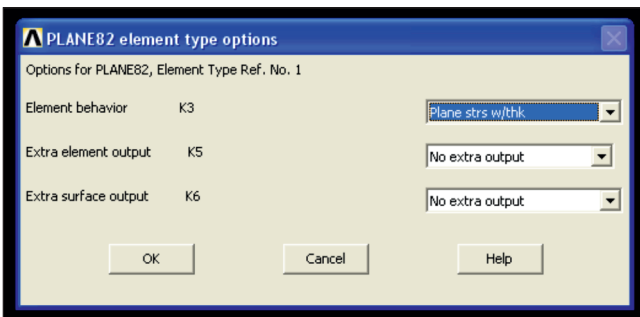 PLANE82 element type options
Options for PLANE82, Element Type Ref. No. 1
Element behavior K3 Plane strs w/thk
Extra element output K5 No extra output
Extra surface output K6 No extra output
OK Cancel Help